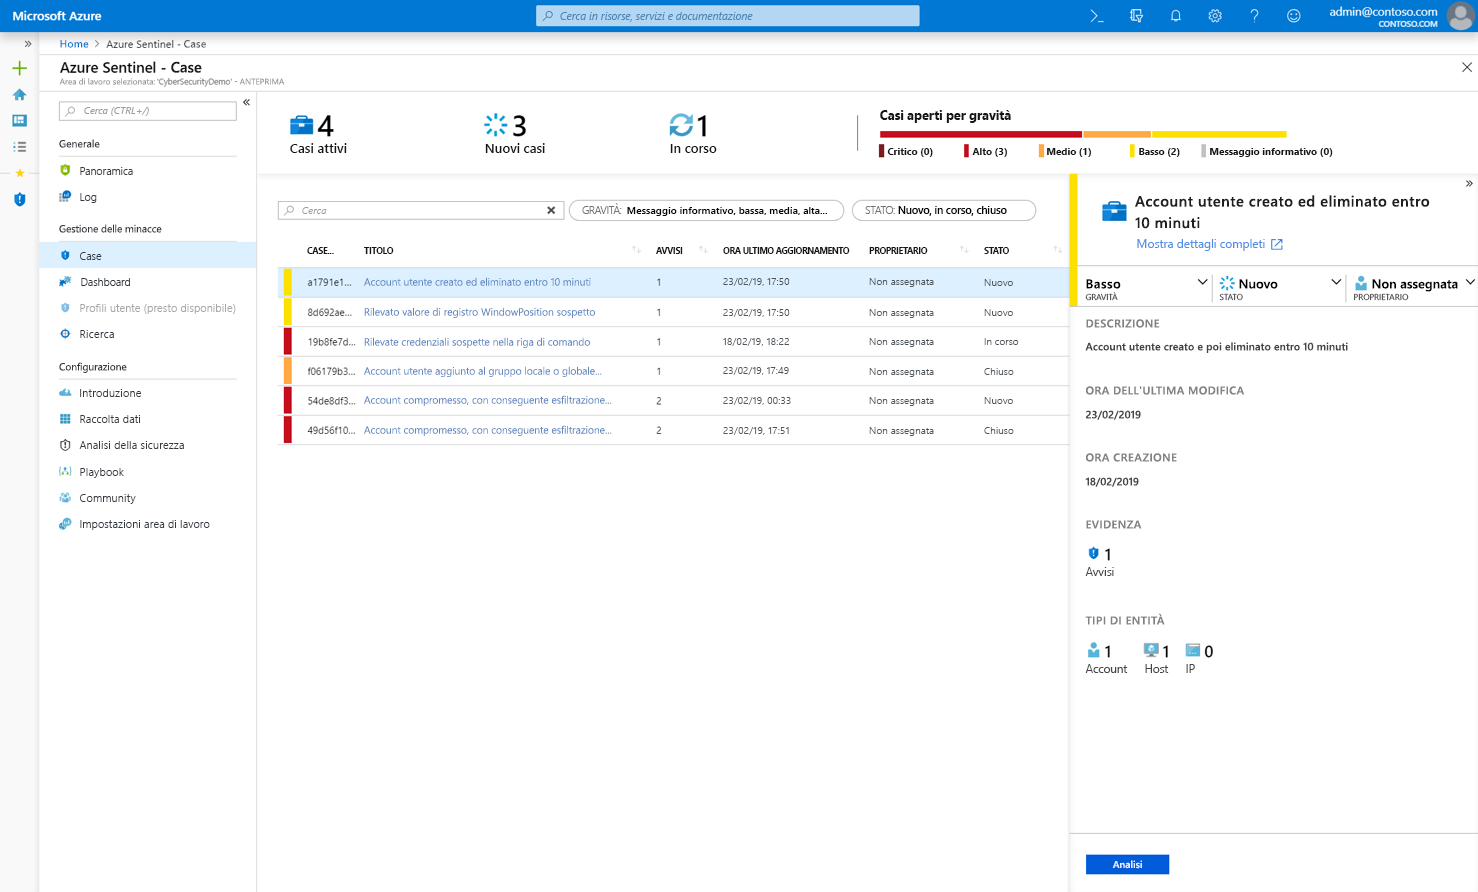 Microsoft Azure
Cerca in risorse, servizi e documentazione
admin@contoso.com
CONTOSO.COM
Home > Azure Sentinel - Case
Azure Sentinel - Case
Area di lavoro selezionata: 'CyberSecurityDemo' - ANTEPRIMA
Cerca (CTRL+/)
Generale
Panoramica
Log
Gestione delle minacce
Case
Dashboard
Profili utente (presto disponibile)
Ricerca
Configurazione
Introduzione
Raccolta dati
Analisi della sicurezza
Playbook
Community
Impostazioni area di lavoro
4
Casi attivi
3
Nuovi casi
1
In corso
Casi aperti per gravità
Critico (0) Alto (3) Medio (1) Basso (2) Messaggio informativo (0)
Cerca
GRAVITÀ: Messaggio informativo, bassa, media, alta...
STATO: Nuovo, in corso, chiuso
CASE... TITOLO AVVISI ORA ULTIMO AGGIORNAMENTO PROPRIETARIO STATO
a1791e1... Account utente creato ed eliminato entro 10 minuti 1 23/02/19, 17:50 Non assegnata Nuovo
8d692ae... Rilevato valore di registro WindowPosition sospetto 1 23/02/19, 17:50 Non assegnata Nuovo
19b8fe7d... Rilevate credenziali sospette nella riga di comando 1 18/02/19, 18:22 Non assegnata In corso
f06179b3... Account utente aggiunto al gruppo locale o globale... 1 23/02/19, 17:49 Non assegnata Chiuso
54de8df3... Account compromesso, con conseguente esfiltrazione... 2 23/02/19, 00:33 Non assegnata Nuovo
49d56f10... Account compromesso, con conseguente esfiltrazione... 2 23/02/19, 17:51 Non assegnata Chiuso
Account utente creato ed eliminato entro
10 minuti
Mostra dettagli completi
Basso
GRAVITÀ
Nuovo
STATO
Non assegnata
PROPRIETARIO
DESCRIZIONE
Account utente creato e poi eliminato entro 10 minuti
ORA DELL'ULTIMA MODIFICA
23/02/2019
ORA CREAZIONE
18/02/2019
EVIDENZA
1
Avvisi
TIPI DI ENTITÀ
1 1 0
Account Host IP
Analisi